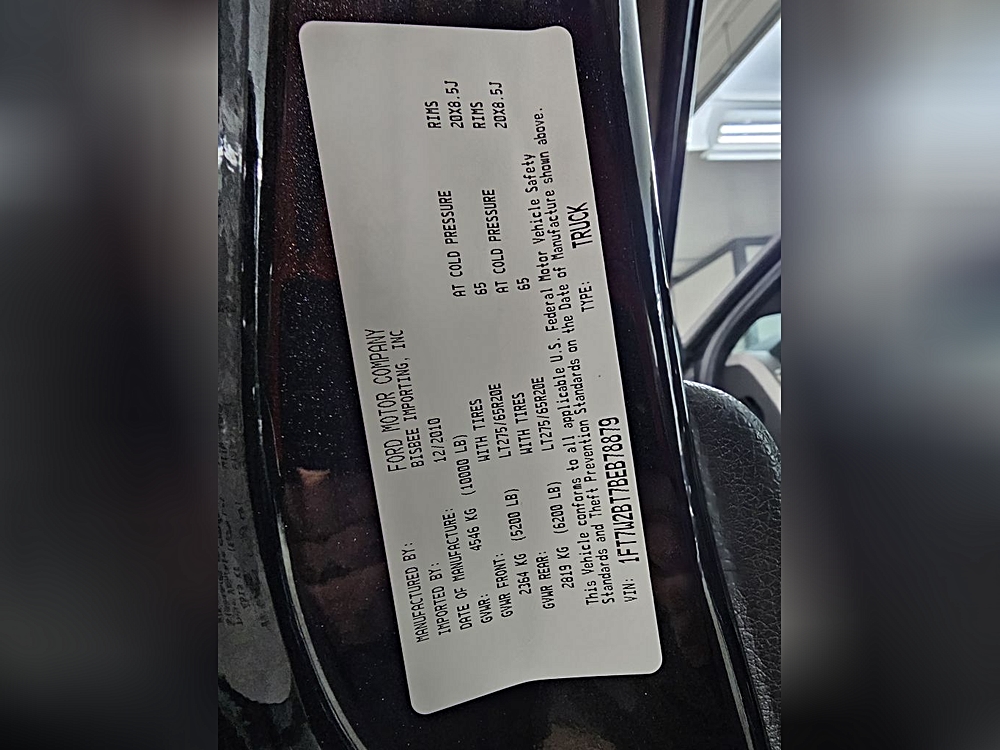 MANUFACTURED BY: FORD MOTOR COMPANY
IMPORTED BY: BISBEE IMPORTING, INC
DATE OF MANUFACTURE: 12/2010
GVWR: 4546 KG (10000 LB)
GVWR FRONT: WITH TIRES AT COLD PRESSURE RIMS
2364 KG (5200 LB) LT275/65R20E 65 20X8.5J
GVWR REAR: WITH TIRES AT COLD PRESSURE RIMS
2819 KG (6200 LB) LT275/65R20E 65 20X8.5J
This Vehicle conforms to all applicable U.S. Federal Motor Vehicle Safety
Standards and Theft Prevention Standards on the Date of Manufacture shown above.
VIN: 1FT7W2BT7BEB78879 TYPE: TRUCK